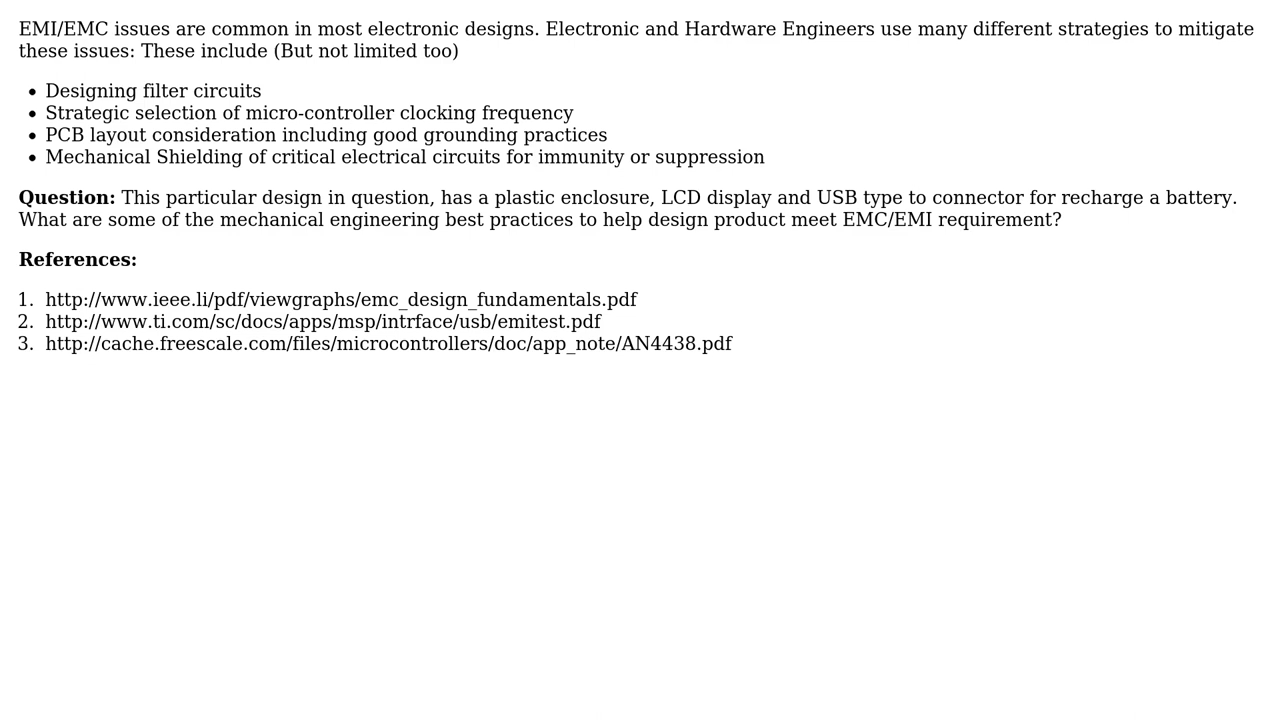 EMI/EMC issues are common in most electronic designs. Electronic and Hardware Engineers use many different strategies to mitigate
these issues: These include (But not limited too)
• Designing filter circuits
• Strategic selection of micro-controller clocking frequency
• PCB layout consideration including good grounding practices
• Mechanical Shielding of critical electrical circuits for immunity or suppression
Question: This particular design in question, has a plastic enclosure, LCD display and USB type to connector for recharge a battery.
What are some of the mechanical engineering best practices to help design product meet EMC/EMI requirement?
References:
1. http://www.ieee.li/pdf/viewgraphs/emc_design_fundamentals.pdf
2. http://www.ti.com/sc/docs/apps/msp/intrface/usb/emitest.pdf
3. http://cache.freescale.com/files/microcontrollers/doc/app_note/AN4438.pdf